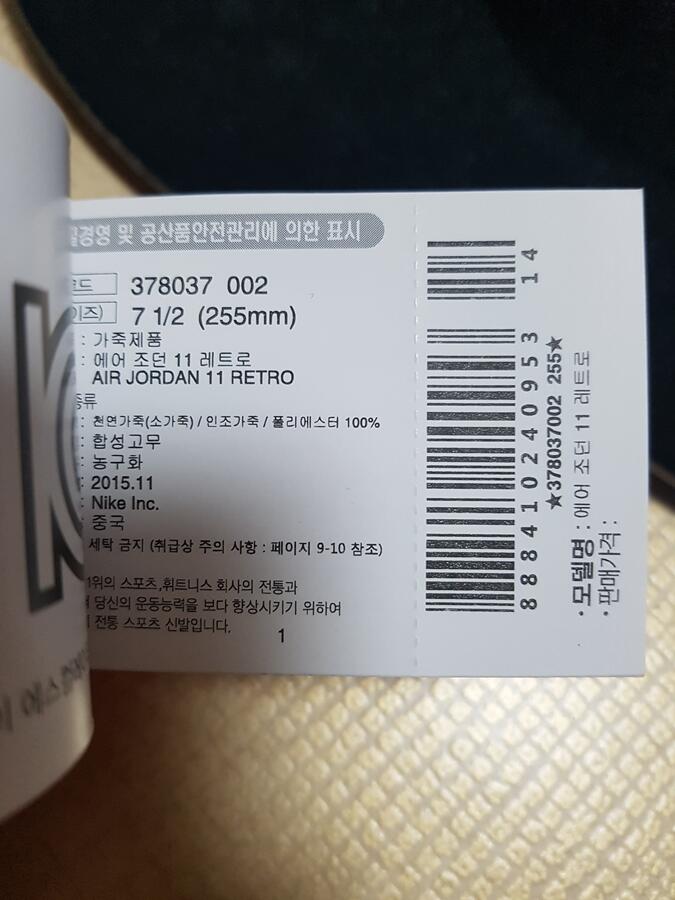 경영 및 공산품안전관리에 의한 표시
378037 002
7 1/2 (255mm)
: 가죽제품
: 에어 조던 11 레트로
AIR JORDAN 11 RETRO
종류
: 천연가죽(소가죽) / 인조가죽 / 폴리에스터 100%
: 합성고무
: 농구화
: 2015.11
: Nike Inc.
: 중국
세탁 금지 (취급상 주의 사항 : 페이지 9-10 참조)
1위의 스포츠,휘트니스 회사의 전통과
당신의 운동능력을 보다 향상시키기 위하여
전통 스포츠 신발입니다.
1
14
888410240953
★378037002 255★
·모델명 : 에어 조던 11 레트로
·판매가격 :